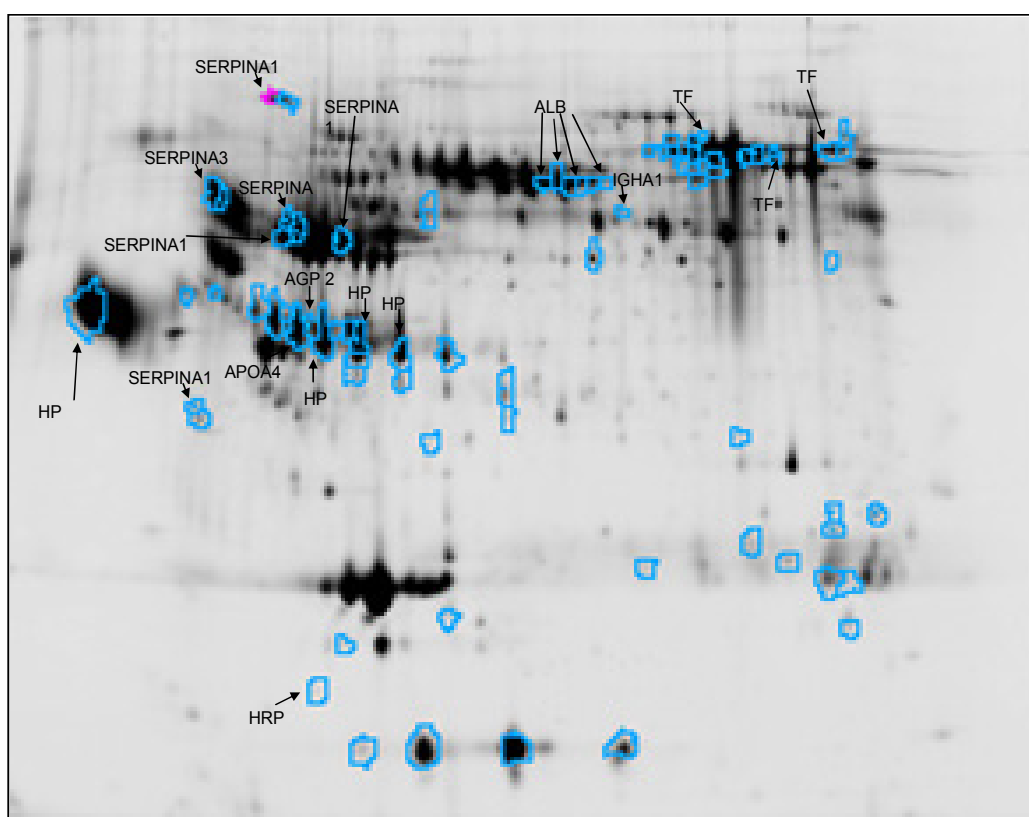 SERPINA1
SERPINA
1
ALB
TF
TF
SERPINA3
SERPINA
IGHA1
TF
SERPINA1
AGP 2
HP
HP
SERPINA1
APOA4
HP
HP
HRP